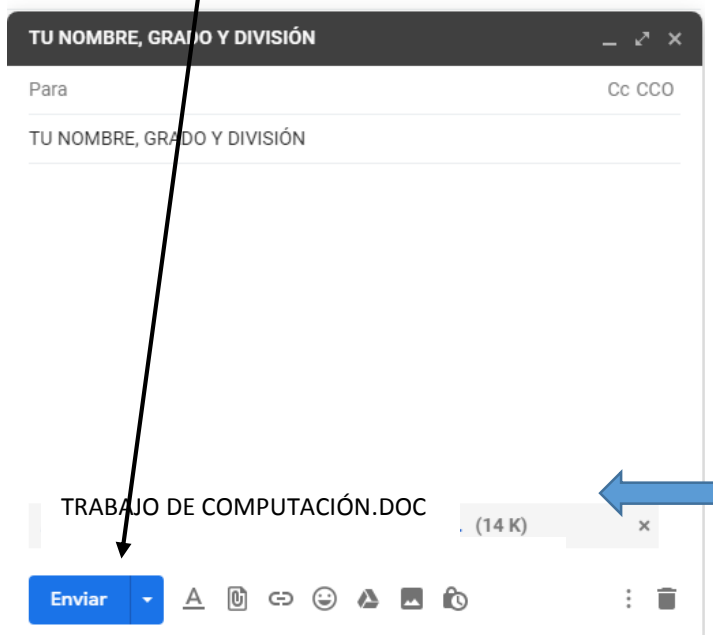 TU NOMBRE, GRADO Y DIVISIÓN
Para Cc CCO
TU NOMBRE, GRADO Y DIVISIÓN
TRABAJO DE COMPUTACIÓN.DOC (14 K)
Enviar